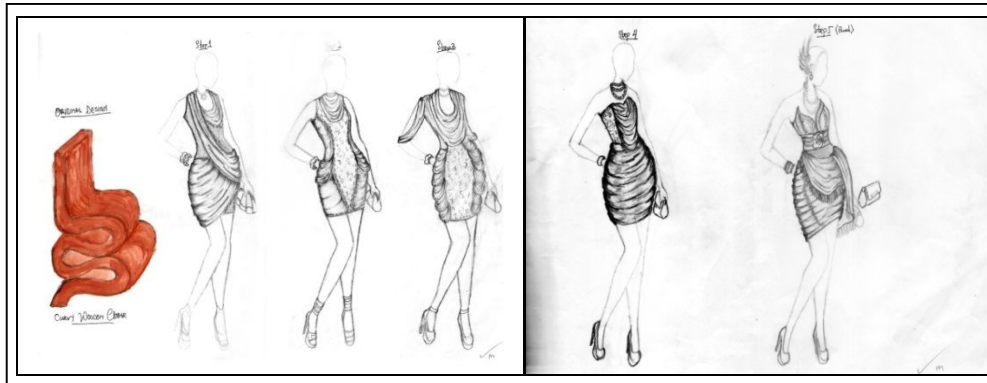 ORIGINAL DESIGN
CURVY WOODEN CHAIR
Step 1
Step 3
Step 4
Step 5 (Final)